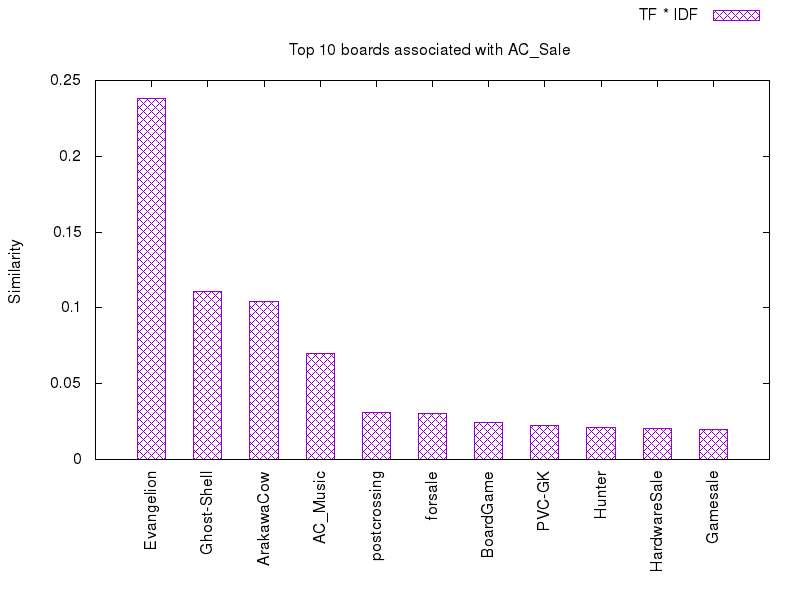 TF * IDF
Top 10 boards associated with AC_Sale
Similarity
0.25
0.2
0.15
0.1
0.05
0
Evangelion
Ghost-Shell
ArakawaCow
AC_Music
postcrossing
forsale
BoardGame
PVC-GK
Hunter
HardwareSale
Gamesale